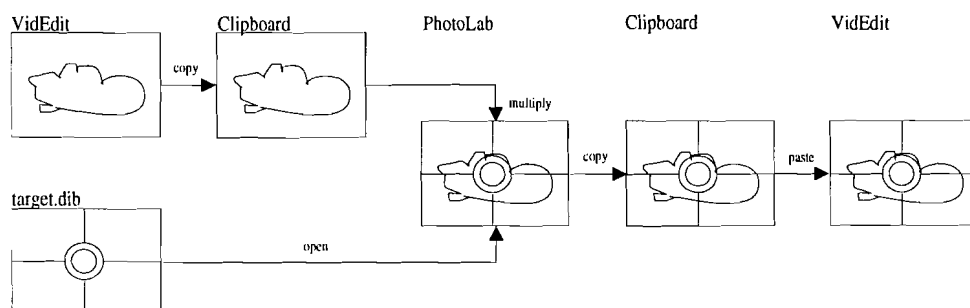 VidEdit
Clipboard
PhotoLab
Clipboard
VidEdit
copy
multiply
copy
paste
target.dib
open